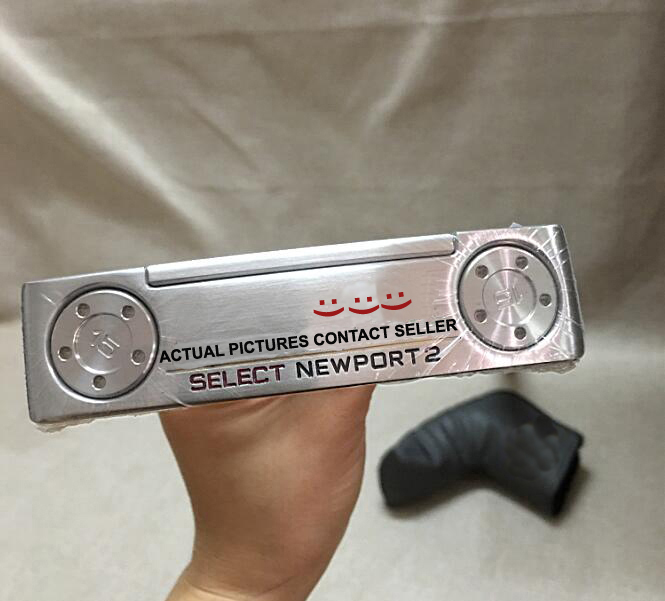 ACTUAL PICTURES CONTACT SELLER
SELECT NEWPORT 2